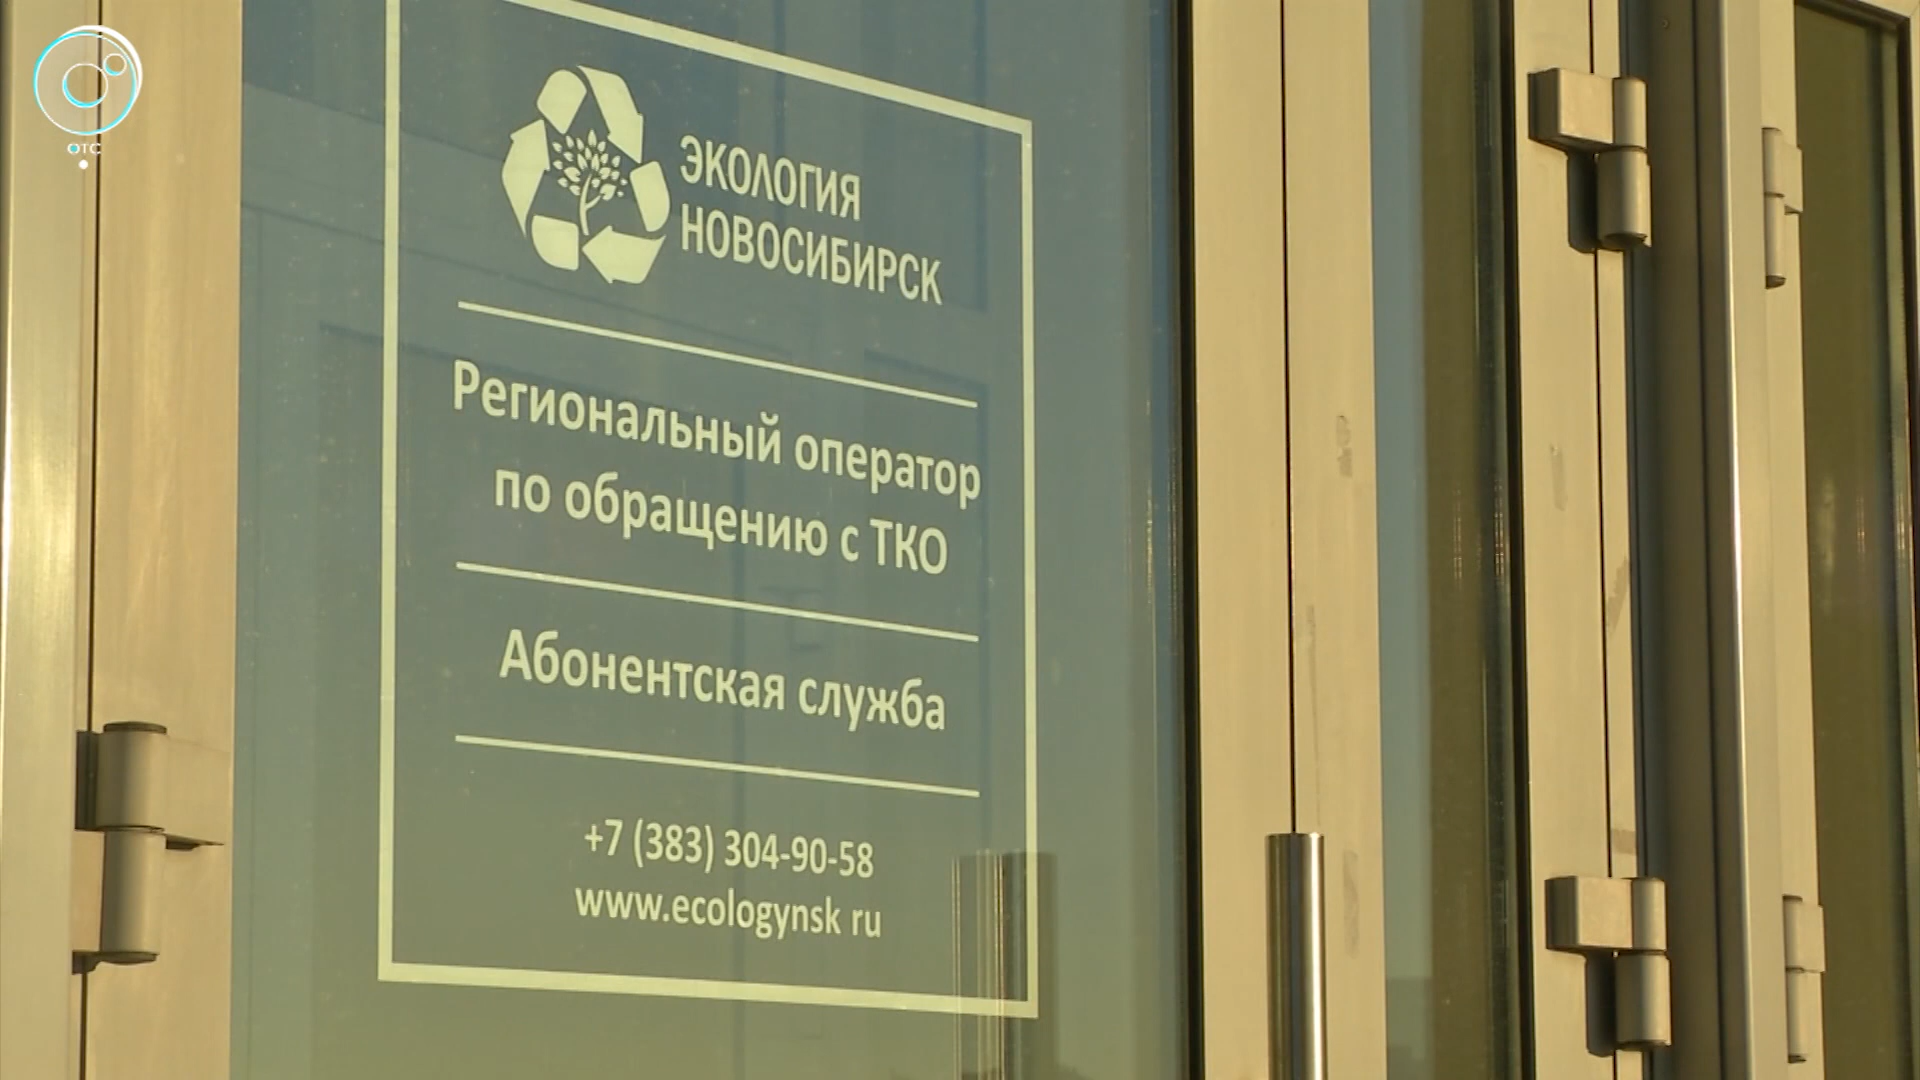 ОТС
ЭКОЛОГИЯ
НОВОСИБИРСК
Региональный оператор
по обращению с ТКО
Абонентская служба
+7 (383) 304-90-58
www.ecologynsk ru